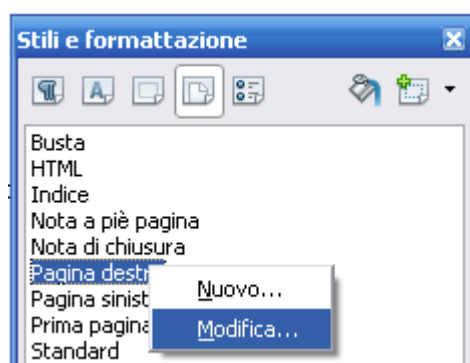 Stili e formattazione
Busta
HTML
Indice
Nota a piè pagina
Nota di chiusura
Pagina destr
Nuovo...
Pagina sinist
Prima pagina
Modifica...
Standard